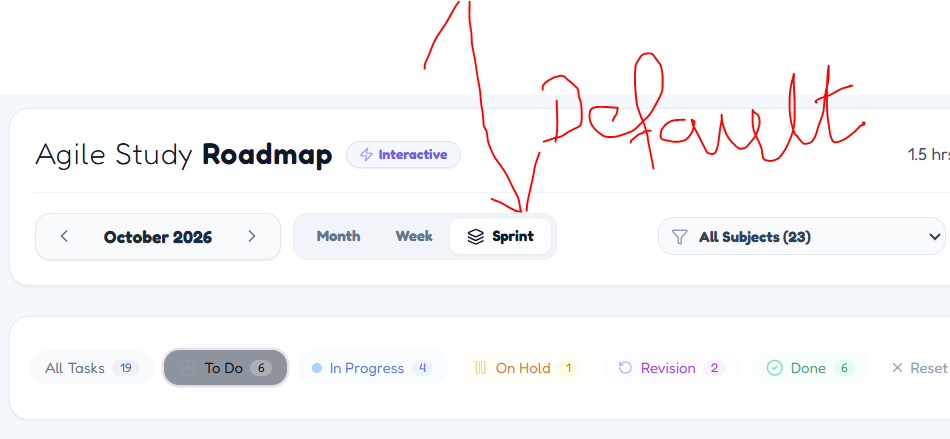 Default
Agile Study Roadmap Interactive 1.5 hrs
October 2026 Month Week Sprint All Subjects (23)
All Tasks 19 To Do 6 In Progress 4 On Hold 1 Revision 2 Done 6 Reset